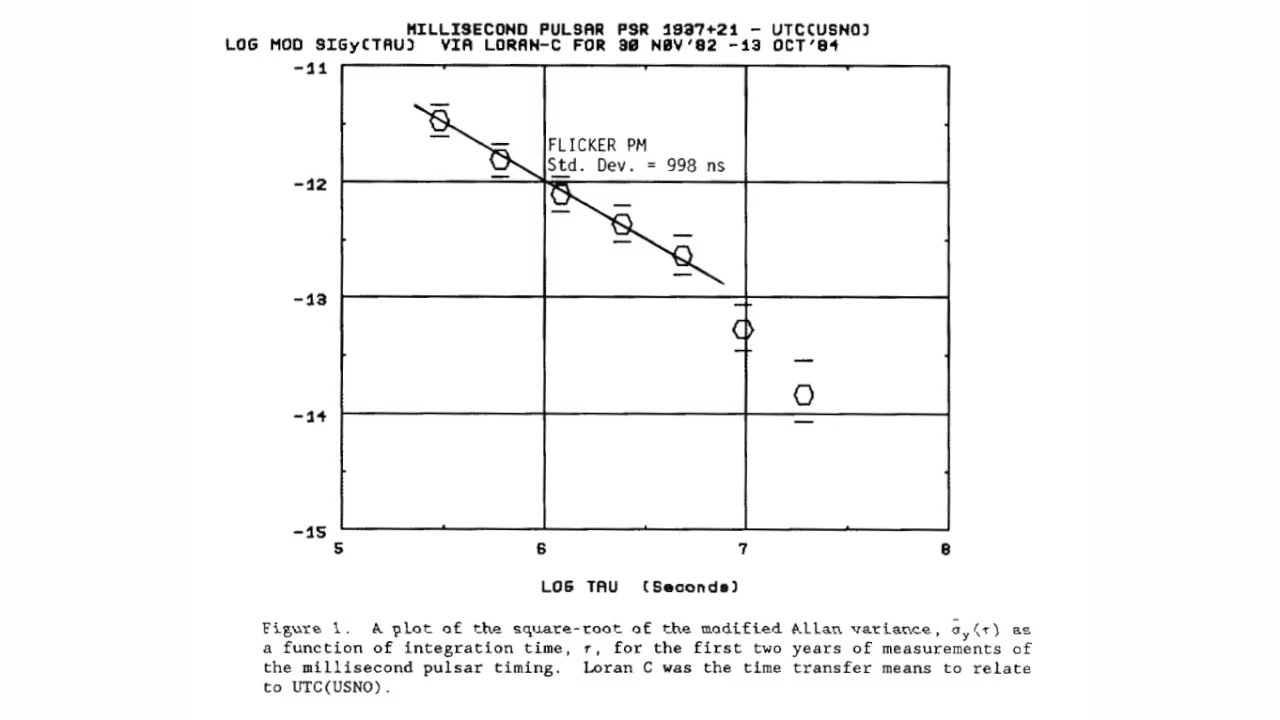 MILLISECOND PULSAR PSR 1937+21 - UTC(USNO)
LOG MOD SIGy(TAU) VIA LORAN-C FOR 30 NOV'82 -13 OCT'84
-11
FLICKER PM
Std. Dev. = 998 ns
-12
-13
-14
-15
5 6 7 8
LOG TAU (Seconds)
Figure 1. A plot of the square-root of the modified Allan variance, σ̄y(τ) as
a function of integration time, τ, for the first two years of measurements of
the millisecond pulsar timing. Loran C was the time transfer means to relate
to UTC(USNO).